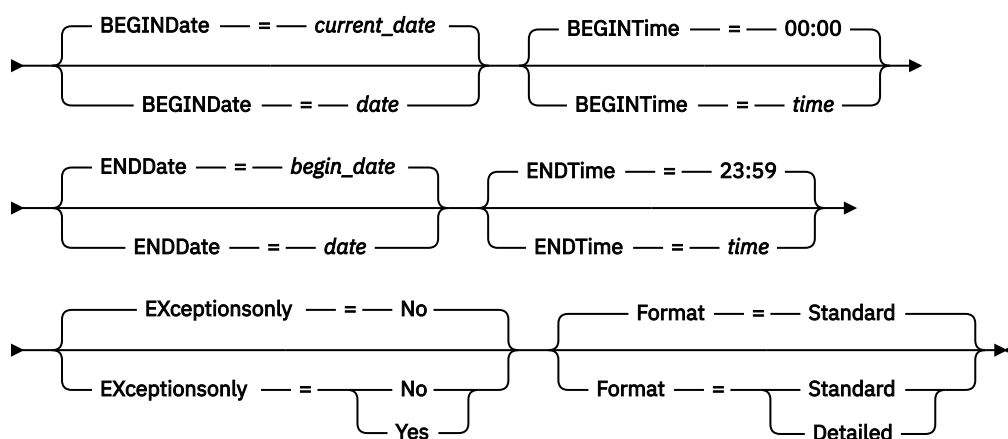 BEGINDate = current_date BEGINTime = 00:00
BEGINDate = date BEGINTime = time
ENDDate = begin_date ENDTime = 23:59
ENDDate = date ENDTime = time
EXceptionsonly = No Format = Standard
EXceptionsonly = No Format = Standard
Yes Detailed